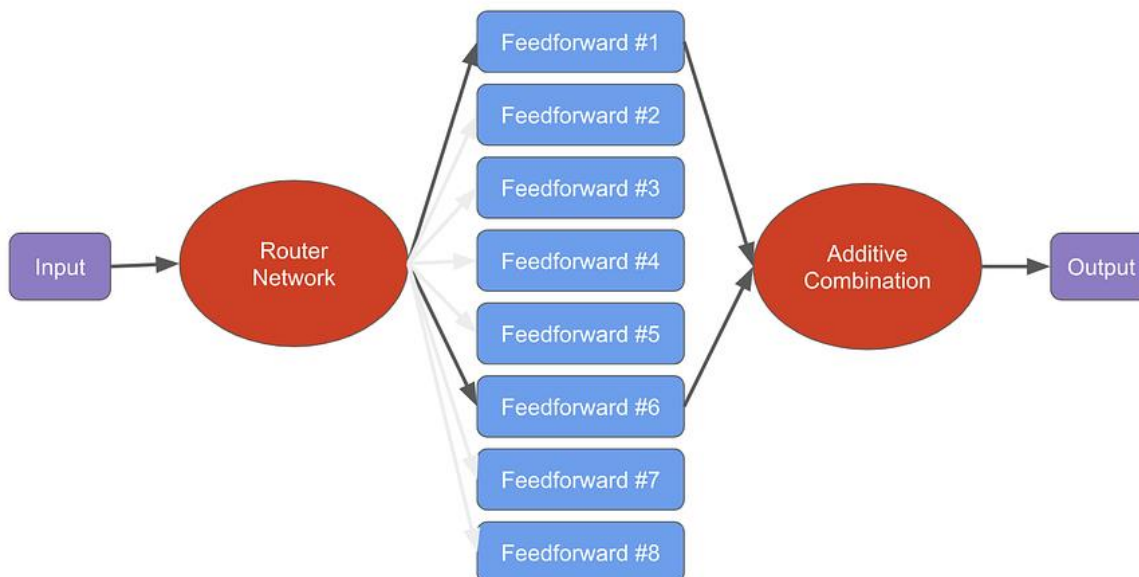 Feedforward #1
Feedforward #2
Feedforward #3
Input
Router
Network
Feedforward #4
Additive
Combination
Output
Feedforward #5
Feedforward #6
Feedforward #7
Feedforward #8